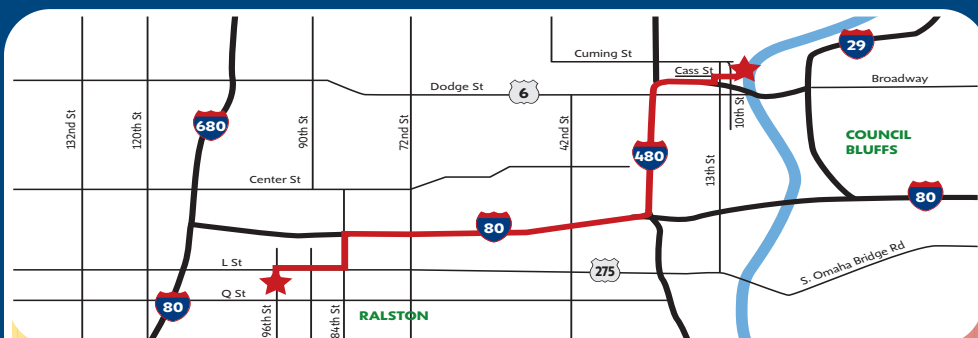 Cuming St
29
Cass St
Broadway
Dodge St
6
10th St
132nd St
120th St
680
90th St
72nd St
42nd St
COUNCIL
BLUFFS
480
13th St
Center St
80
80
L St
275
S. Omaha Bridge Rd
Q St
80
96th St
84th St
RALSTON